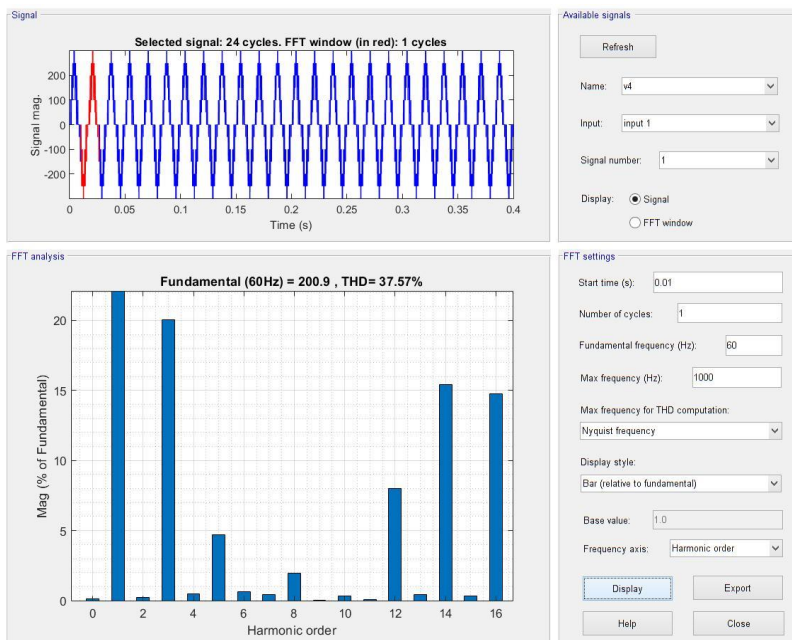 Signal
Selected signal: 24 cycles. FFT window (in red): 1 cycles
Signal mag.
200
100
0
-100
-200
0 0.05 0.1 0.15 0.2 0.25 0.3 0.35 0.4
Time (s)
Available signals
Refresh
Name: v4
Input: input 1
Signal number: 1
Display: Signal
FFT window
FFT analysis
Fundamental (60Hz) = 200.9 , THD= 37.57%
Mag (% of Fundamental)
20
15
10
5
0
0 2 4 6 8 10 12 14 16
Harmonic order
FFT settings
Start time (s): 0.01
Number of cycles: 1
Fundamental frequency (Hz): 60
Max frequency (Hz): 1000
Max frequency for THD computation:
Nyquist frequency
Display style:
Bar (relative to fundamental)
Base value: 1.0
Frequency axis: Harmonic order
Display Export
Help Close